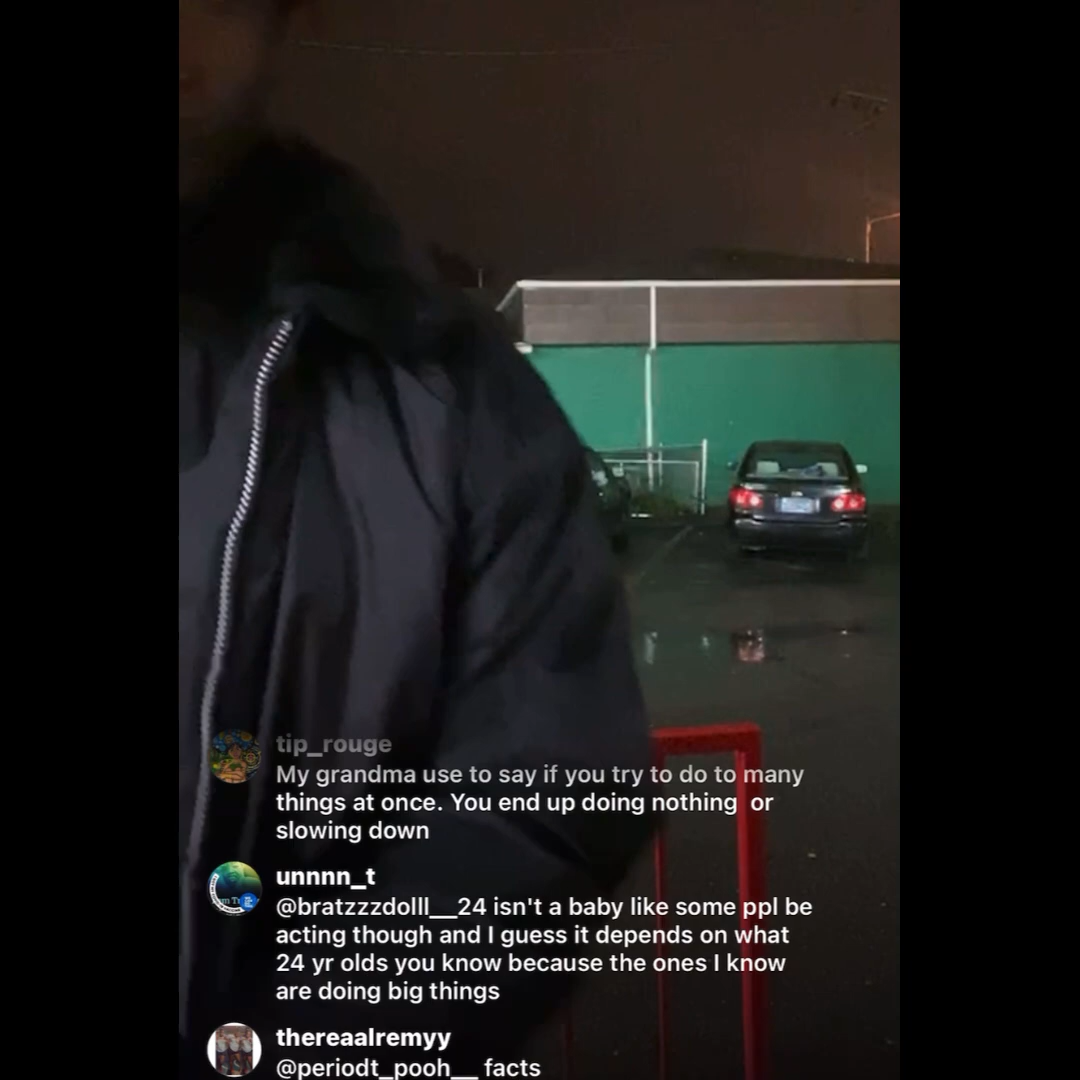 tip_rouge
My grandma use to say if you try to do to many
things at once. You end up doing nothing  or
slowing down
unnnn_t
@bratzzzdolll__24 isn't a baby like some ppl be
acting though and I guess it depends on what
24 yr olds you know because the ones I know
are doing big things
thereaalremyy
@periodt_pooh__ facts